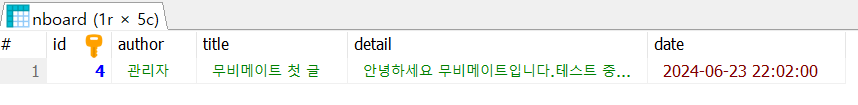 nboard (1r × 5c)
# id author title detail date
1 4 관리자 무비메이트 첫 글 안녕하세요 무비메이트입니다.테스트 중... 2024-06-23 22:02:00